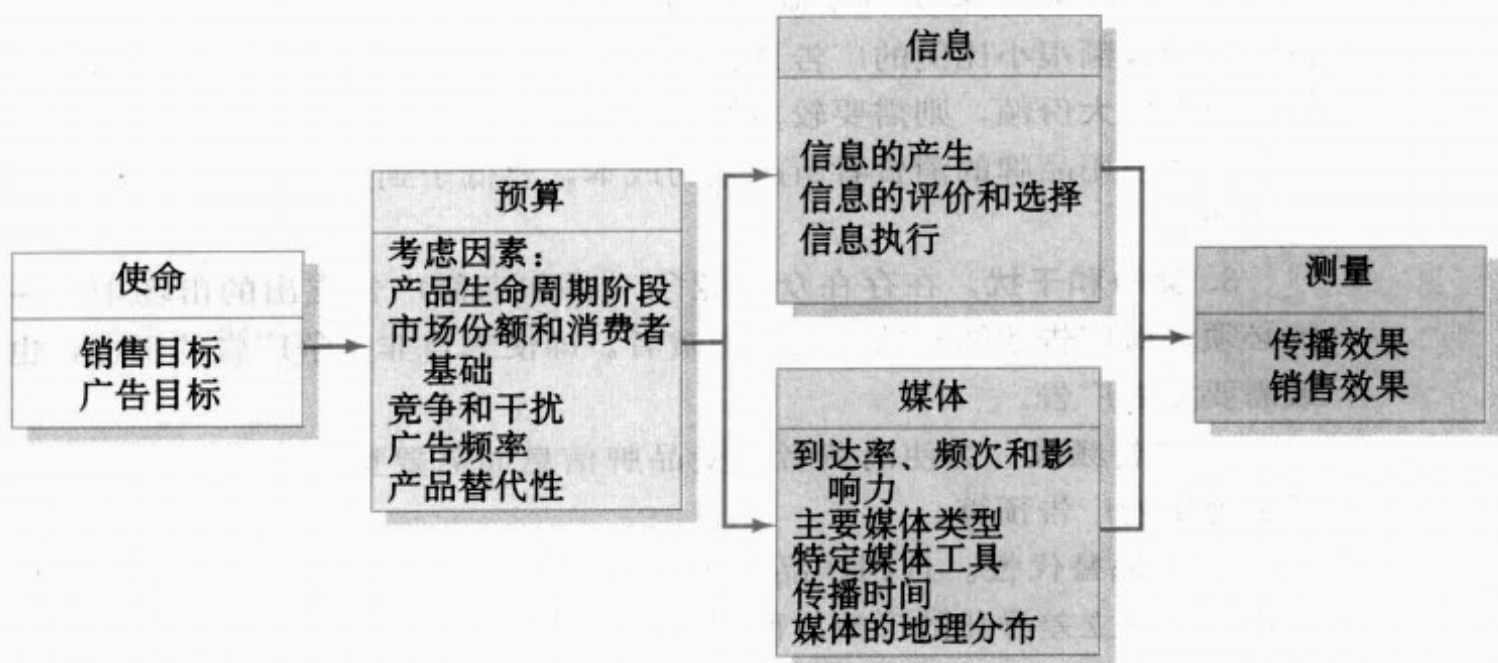 使命
销售目标
广告目标
预算
考虑因素：
产品生命周期阶段
市场份额和消费者
基础
竞争和干扰
广告频率
产品替代性
信息
信息的产生
信息的评价和选择
信息执行
媒体
到达率、频次和影
响力
主要媒体类型
特定媒体工具
传播时间
媒体的地理分布
测量
传播效果
销售效果